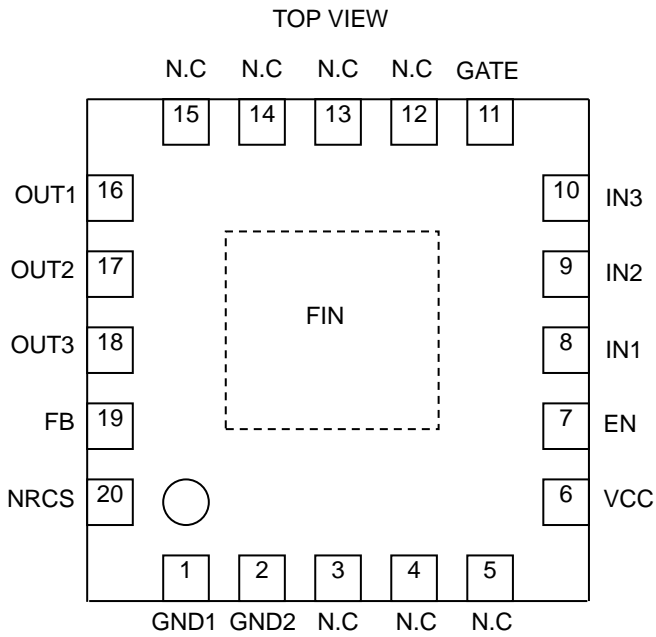 TOP VIEW
N.C N.C N.C N.C GATE
15 14 13 12 11
OUT1 16 10 IN3
OUT2 17 9 IN2
FIN
OUT3 18 8 IN1
FB 19 7 EN
NRCS 20 6 VCC
1 2 3 4 5
GND1 GND2 N.C N.C N.C